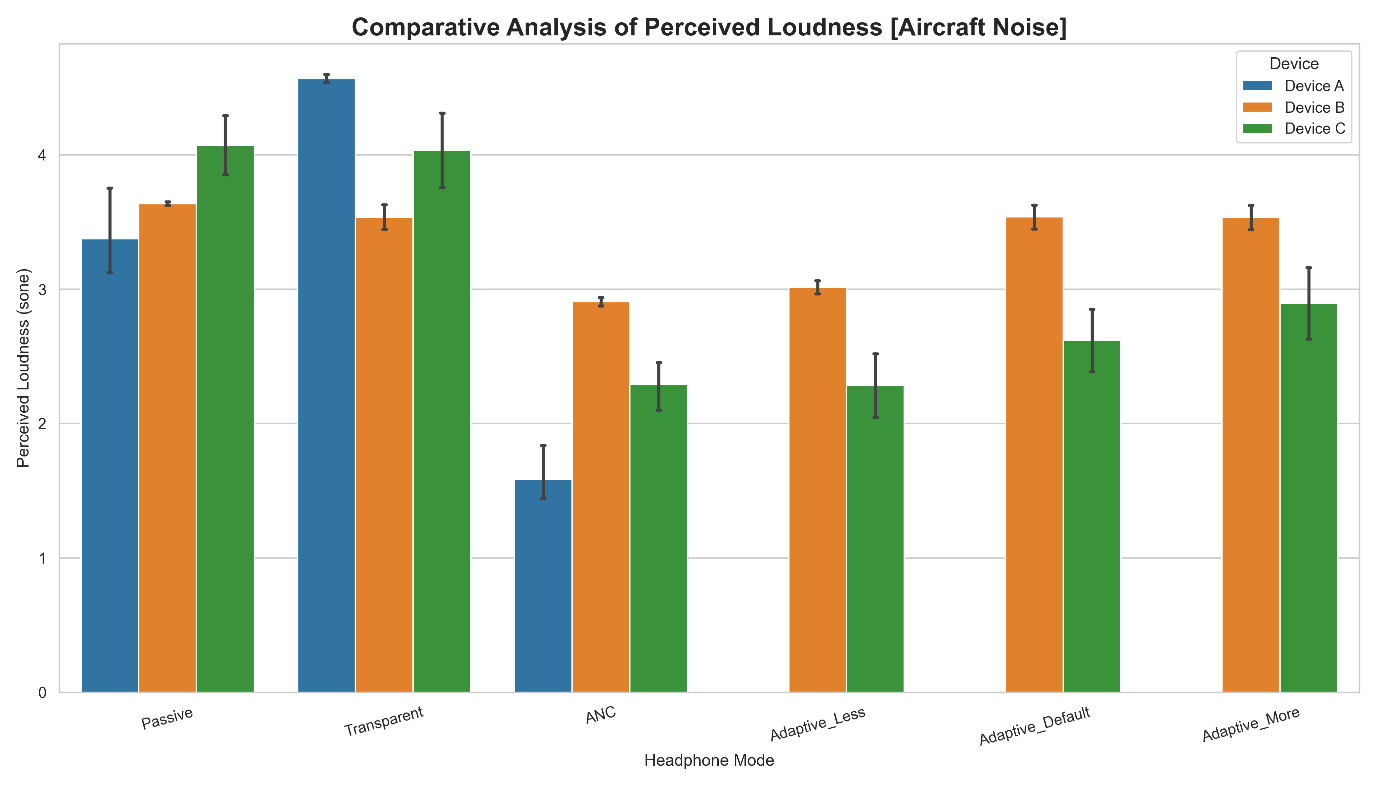 Comparative Analysis of Perceived Loudness [Aircraft Noise]
Device
Device A
Device B
Device C
Perceived Loudness (sone)
4
3
2
1
0
Passive
Transparent
ANC
Adaptive_Less
Adaptive_Default
Adaptive_More
Headphone Mode